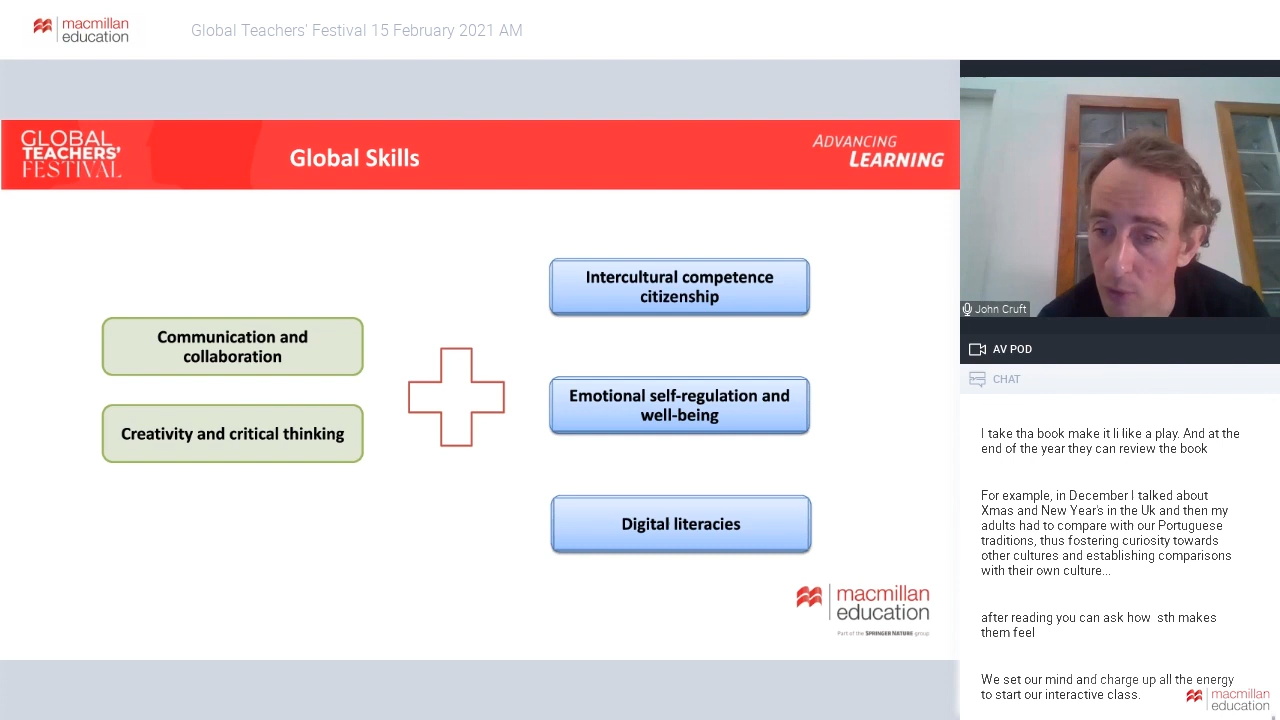 macmillan
education
Global Teachers' Festival 15 February 2021 AM
GLOBAL
TEACHERS'
FESTIVAL
Global Skills
ADVANCING
LEARNING
Communication and
collaboration
Creativity and critical thinking
Intercultural competence
citizenship
Emotional self-regulation and
well-being
Digital literacies
macmillan
education
Part of the SPRINGER NATURE group
John Cruft
AV POD
CHAT
I take tha book make it li like a play. And at the
end of the year they can review the book
For example, in December I talked about
Xmas and New Year's in the Uk and then my
adults had to compare with our Portuguese
traditions, thus fostering curiosity towards
other cultures and establishing comparisons
with their own culture...
after reading you can ask how  sth makes
them feel
We set our mind and charge up all the energy
to start our interactive class.
macmillan
education